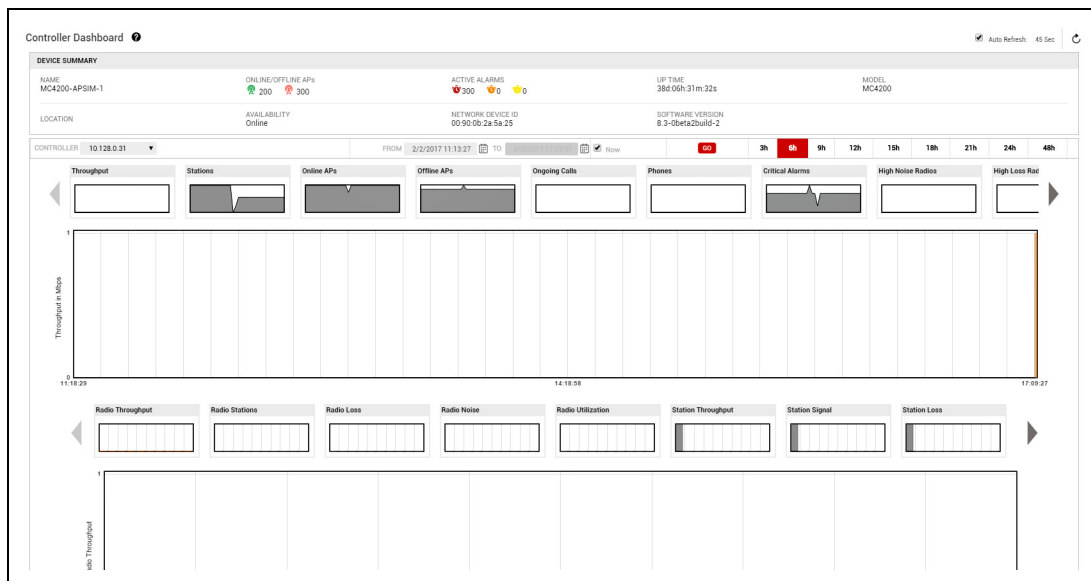 Controller Dashboard ?
Auto Refresh: 45 Sec
DEVICE SUMMARY
NAME ONLINE/OFFLINE APs ACTIVE ALARMS UP TIME MODEL
MC4200-APSIM-1 200 300 300 0 0 38d:06h:31m:32s MC4200
LOCATION AVAILABILITY NETWORK DEVICE ID SOFTWARE VERSION
Online 00:90:0b:2a:5a:25 8.3-0beta2build-2
CONTROLLER 10.128.0.31 FROM 2/2/2017 11:13:27 TO Now GO 3h 6h 9h 12h 15h 18h 21h 24h 48h
Throughput Stations Online APs Offline APs Ongoing Calls Phones Critical Alarms High Noise Radios High Loss Rad
1
Throughput in Mbps
0
11:18:29 14:18:58 17:09:27
Radio Throughput Radio Stations Radio Loss Radio Noise Radio Utilization Station Throughput Station Signal Station Loss
1
dio Throughput